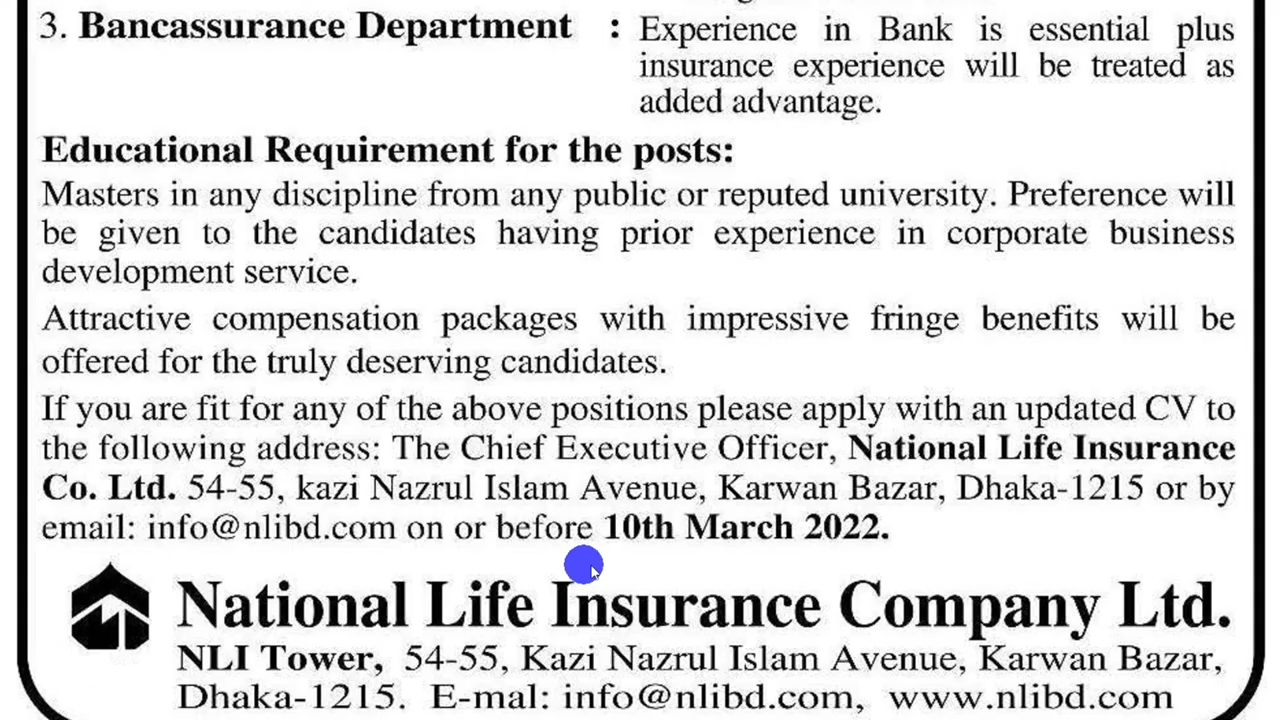 3. Bancassurance Department : Experience in Bank is essential plus
insurance experience will be treated as
added advantage.
Educational Requirement for the posts:
Masters in any discipline from any public or reputed university. Preference will
be given to the candidates having prior experience in corporate business
development service.
Attractive compensation packages with impressive fringe benefits will be
offered for the truly deserving candidates.
If you are fit for any of the above positions please apply with an updated CV to
the following address: The Chief Executive Officer, National Life Insurance
Co. Ltd. 54-55, kazi Nazrul Islam Avenue, Karwan Bazar, Dhaka-1215 or by
email: info@nlibd.com on or before 10th March 2022.
National Life Insurance Company Ltd.
NLI Tower, 54-55, Kazi Nazrul Islam Avenue, Karwan Bazar,
Dhaka-1215. E-mal: info@nlibd.com, www.nlibd.com